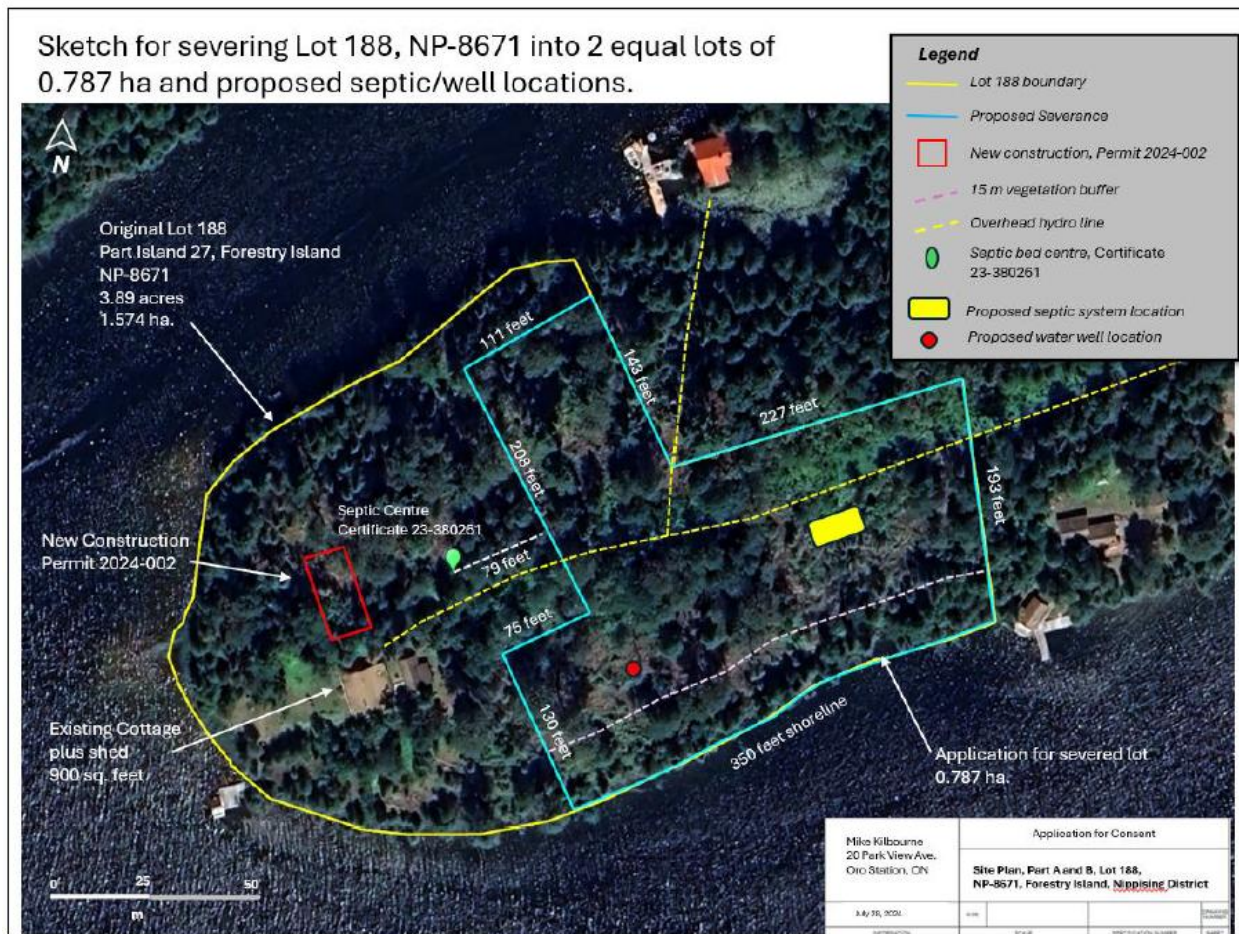 Sketch for severing Lot 188, NP-8671 into 2 equal lots of
0.787 ha and proposed septic/well locations.
Legend
Lot 188 boundary
Proposed Severance
New construction, Permit 2024-002
15 m vegetation buffer
Overhead hydro line
Septic bed centre, Certificate
23-380261
Proposed septic system location
Proposed water well location
N
Original Lot 188
Part Island 27, Forestry Island
NP-8671
3.89 acres
1.574 ha.
111 feet
143 feet
227 feet
208 feet
193 feet
Septic Centre
Certificate 23-380261
New Construction
Permit 2024-002
79 feet
75 feet
130 feet
350 feet shoreline
Existing Cottage
plus shed
900 sq. feet
Application for severed lot
0.787 ha.
0 25 50
m
Mike Kilbourne
20 Park View Ave.
Oro Station, ON
Application for Consent
Site Plan, Part A and B, Lot 188,
NP-8671, Forestry Island, Nippising District
July 28, 2024